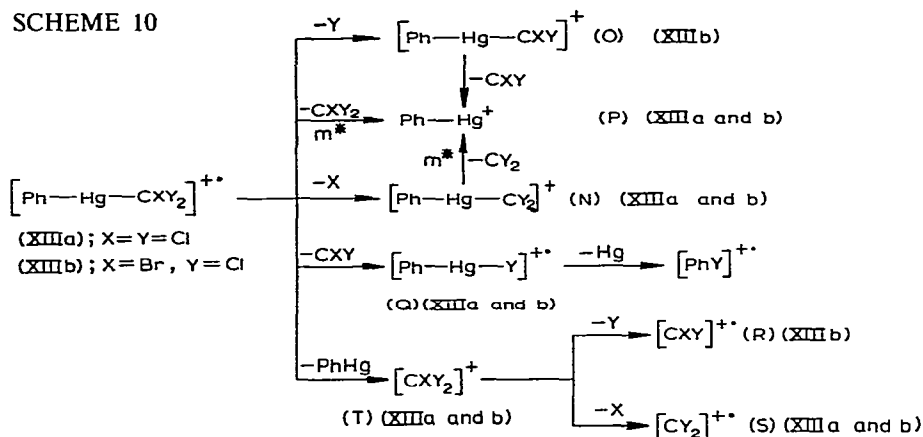 SCHEME 10
−Y
[Ph—Hg—CXY]⁺ (O) (XIIIb)
−CXY
−CXY₂
m*
Ph—Hg⁺
(P) (XIIIa and b)
m*
−CY₂
[Ph—Hg—CXY₂]⁺•
−X
[Ph—Hg—CY₂]⁺ (N) (XIIIa and b)
(XIIIa); X=Y=Cl
(XIIIb); X=Br, Y=Cl
−CXY
[Ph—Hg—Y]⁺•
−Hg
[PhY]⁺•
(Q)(XIIIa and b)
−PhHg
[CXY₂]⁺
−Y
[CXY]⁺• (R) (XIIIb)
(T) (XIIIa and b)
−X
[CY₂]⁺• (S) (XIIIa and b)